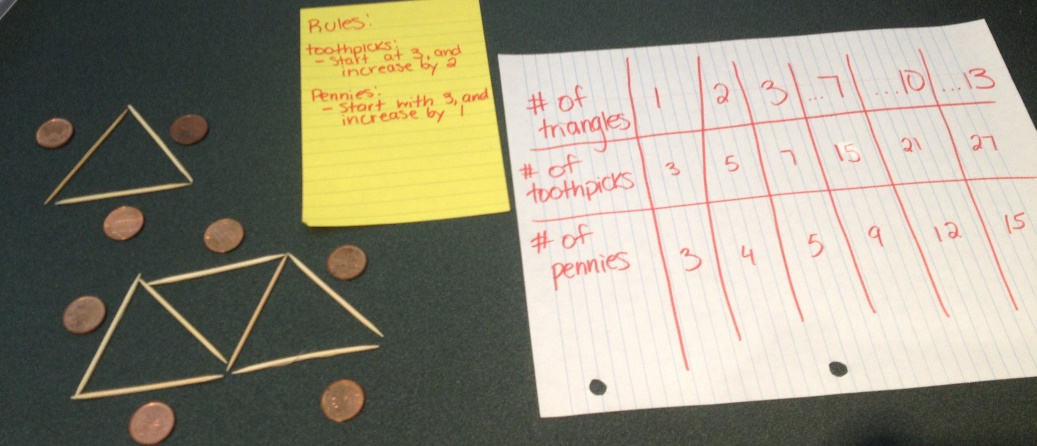 Rules:
toothpicks:
- Start at 3, and
increase by 2
Pennies:
- Start with 3, and
increase by 1
# of triangles 1 2 3 ...7 ...10 ...13
# of toothpicks 3 5 7 15 21 27
# of pennies 3 4 5 9 12 15